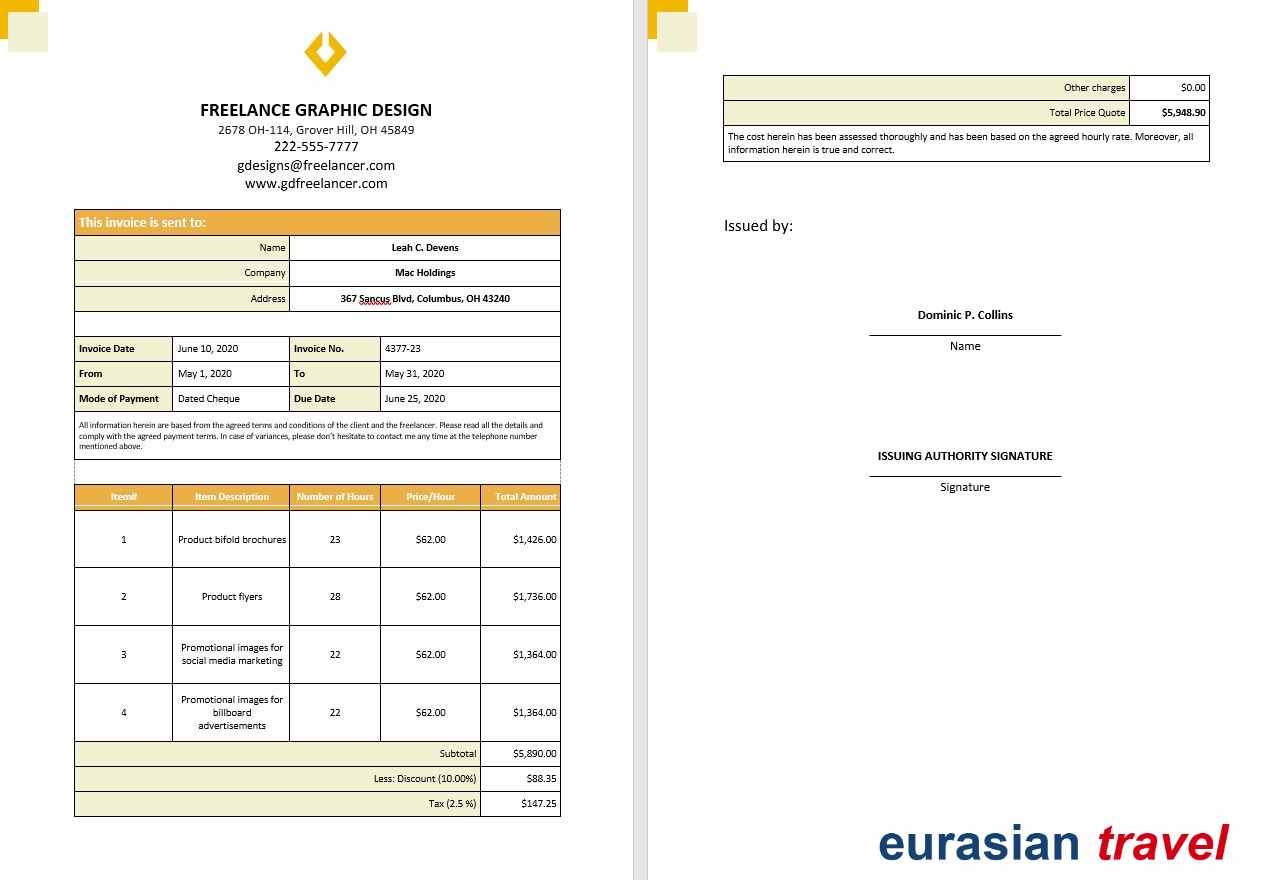 FREELANCE GRAPHIC DESIGN
2678 OH-114, Grover Hill, OH 45849
222-555-7777
gdesigns@freelancer.com
www.gdfreelancer.com
This invoice is sent to:
Name Leah C. Devens
Company Mac Holdings
Address 367 Sancus Blvd, Columbus, OH 43240
Invoice Date June 10, 2020 Invoice No. 4377-23
From May 1, 2020 To May 31, 2020
Mode of Payment Dated Cheque Due Date June 25, 2020
All information herein are based from the agreed terms and conditions of the client and the freelancer. Please read all the details and
comply with the agreed payment terms. In case of variances, please don't hesitate to contact me any time at the telephone number
mentioned above.
Item# Item Description Number of Hours Price/Hour Total Amount
1 Product bifold brochures 23 $62.00 $1,426.00
2 Product flyers 28 $62.00 $1,736.00
3 Promotional images for
social media marketing 22 $62.00 $1,364.00
4 Promotional images for
billboard
advertisements 22 $62.00 $1,364.00
Subtotal $5,890.00
Less: Discount (10.00%) $88.35
Tax (2.5 %) $147.25
Other charges $0.00
Total Price Quote $5,948.90
The cost herein has been assessed thoroughly and has been based on the agreed hourly rate. Moreover, all
information herein is true and correct.
Issued by:
Dominic P. Collins
Name
ISSUING AUTHORITY SIGNATURE
Signature
eurasian travel